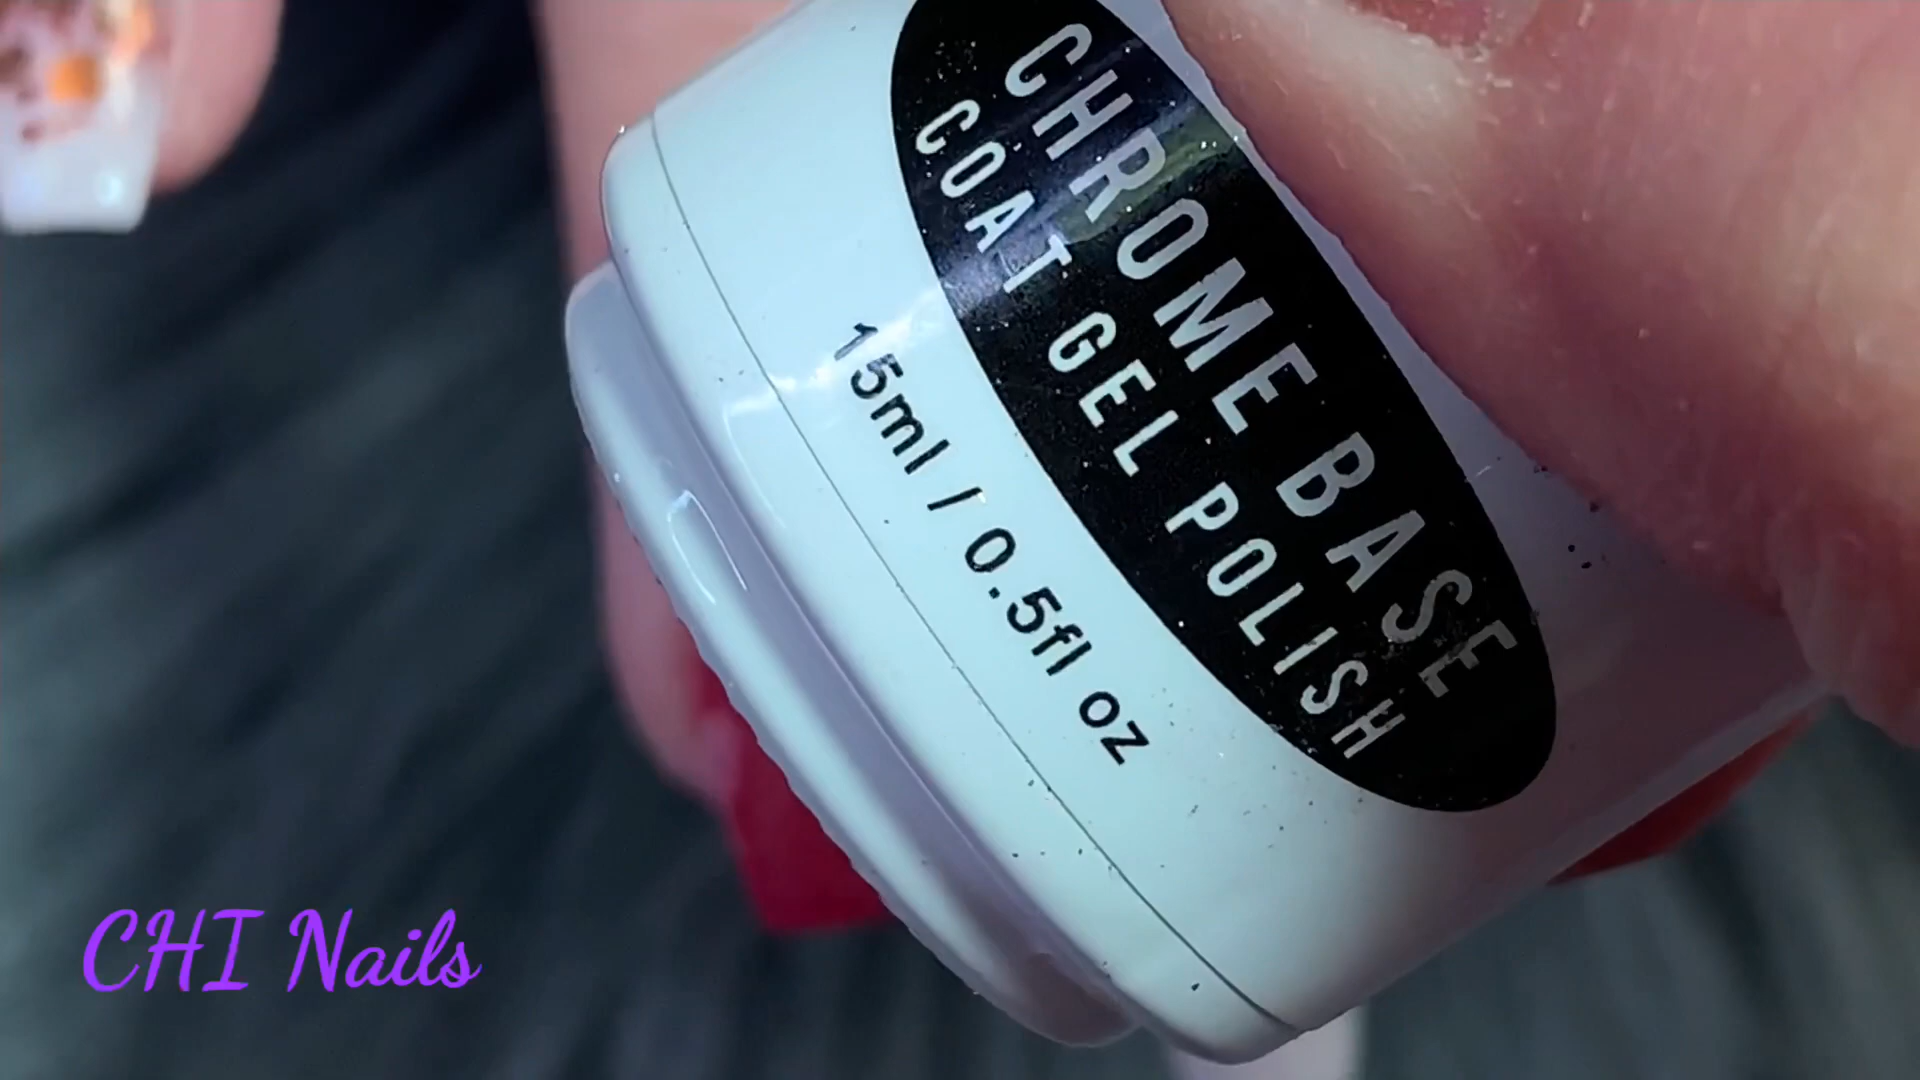 CHROME BASE
COAT GEL POLISH
15ml / 0.5fl oz
CHI Nails